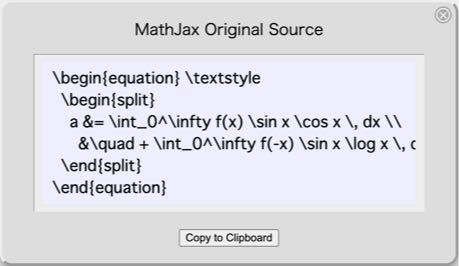 MathJax Original Source
\begin{equation} \textstyle
\begin{split}
a &= \int_0^\infty f(x) \sin x \cos x \, dx \\
&\quad + \int_0^\infty f(-x) \sin x \log x \,
\end{split}
\end{equation}
Copy to Clipboard